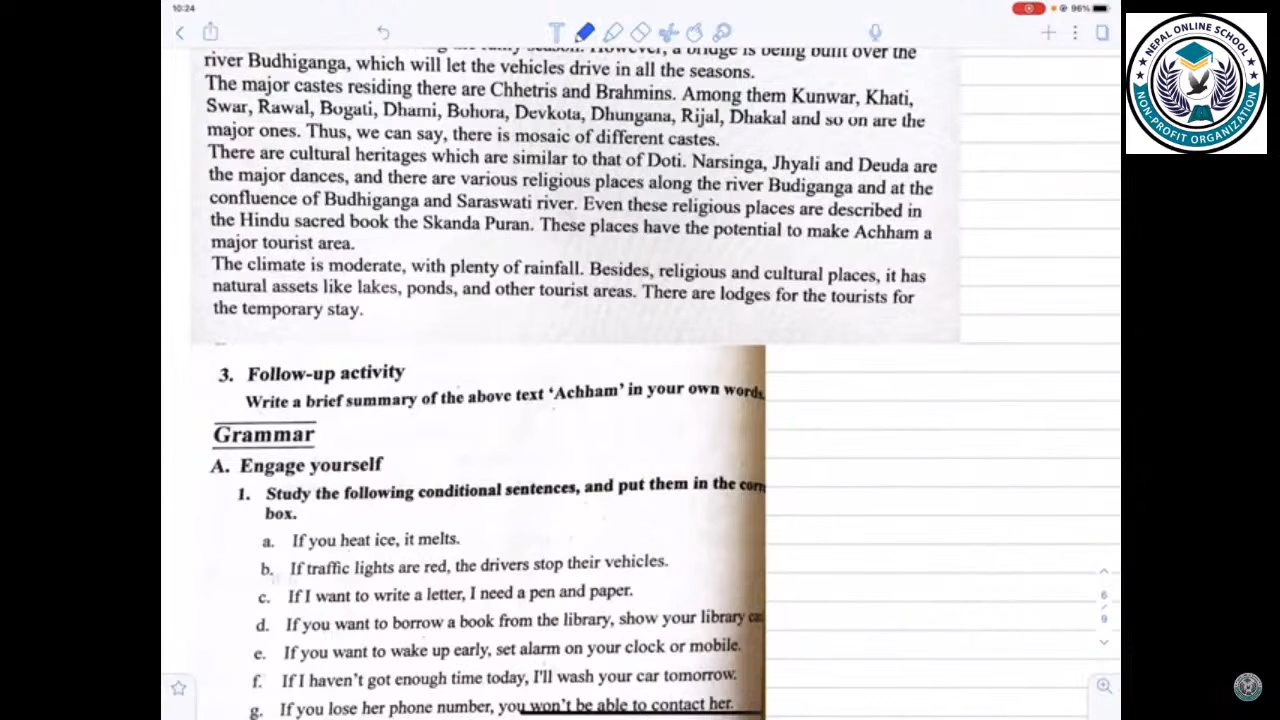 10:24
96%
NEPAL ONLINE SCHOOL
NON-PROFIT ORGANIZATION
season. However, a bridge is being built over the
river Budhiganga, which will let the vehicles drive in all the seasons.
The major castes residing there are Chhetris and Brahmins. Among them Kunwar, Khati,
Swar, Rawal, Bogati, Dhami, Bohora, Devkota, Dhungana, Rijal, Dhakal and so on are the
major ones. Thus, we can say, there is mosaic of different castes.
There are cultural heritages which are similar to that of Doti. Narsinga, Jhyali and Deuda are
the major dances, and there are various religious places along the river Budiganga and at the
confluence of Budhiganga and Saraswati river. Even these religious places are described in
the Hindu sacred book the Skanda Puran. These places have the potential to make Achham a
major tourist area.
The climate is moderate, with plenty of rainfall. Besides, religious and cultural places, it has
natural assets like lakes, ponds, and other tourist areas. There are lodges for the tourists for
the temporary stay.
3. Follow-up activity
Write a brief summary of the above text ‘Achham’ in your own words
Grammar
A. Engage yourself
1. Study the following conditional sentences, and put them in the
box.
a. If you heat ice, it melts.
b. If traffic lights are red, the drivers stop their vehicles.
c. If I want to write a letter, I need a pen and paper.
d. If you want to borrow a book from the library, show your library
e. If you want to wake up early, set alarm on your clock or mobile.
f. If I haven't got enough time today, I'll wash your car tomorrow.
g. If you lose her phone number, you won't be able to contact her.
6
/
9